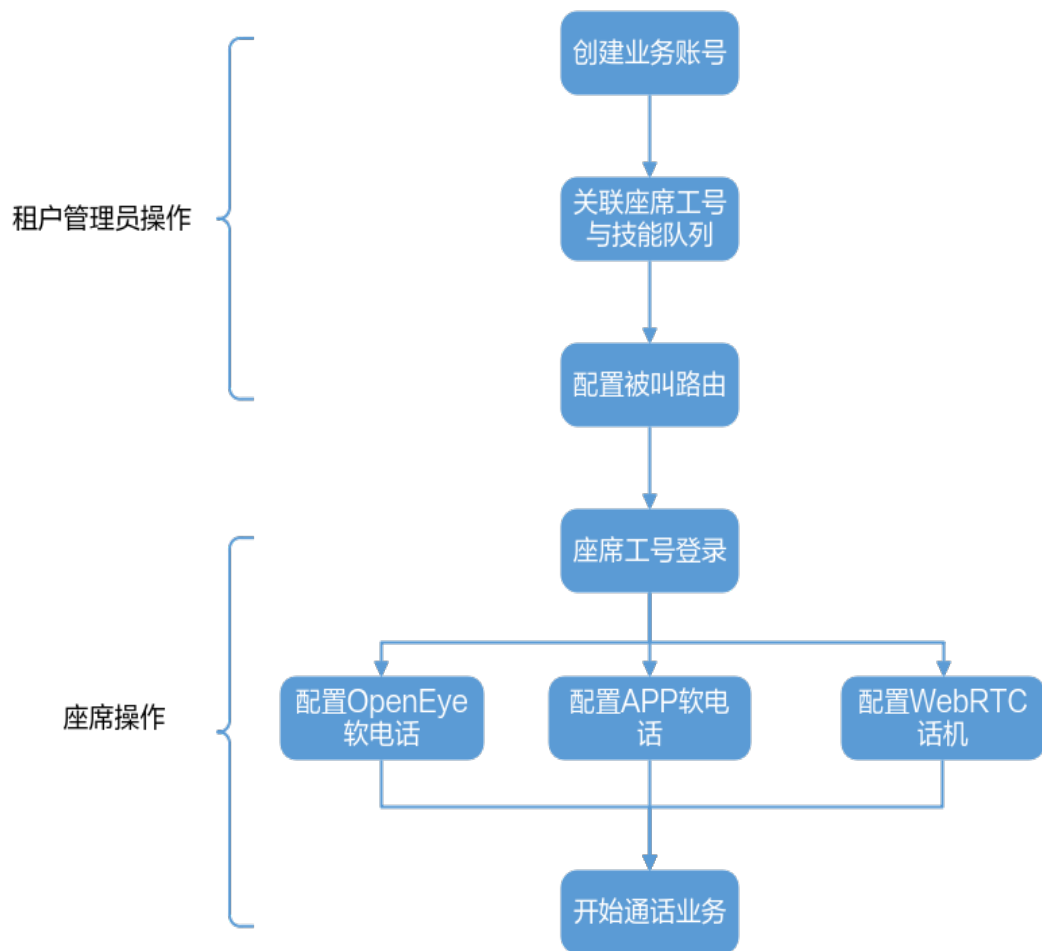 创建业务账号
租户管理员操作
关联座席工号
与技能队列
配置被叫路由
座席工号登录
座席操作
配置OpenEye
软电话
配置APP软电
话
配置WebRTC
话机
开始通话业务